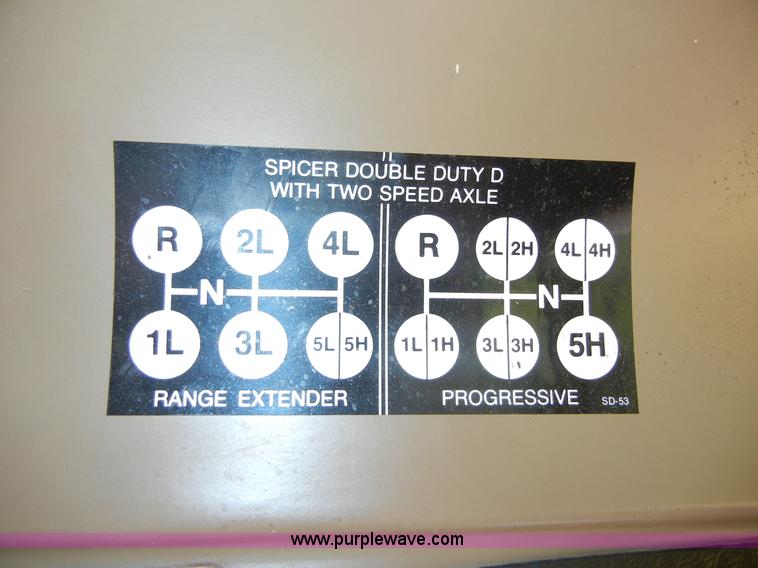 SPICER DOUBLE DUTY D
WITH TWO SPEED AXLE
R 2L 4L
N
1L 3L 5L 5H
RANGE EXTENDER
R 2L 2H 4L 4H
N
1L 1H 3L 3H 5H
PROGRESSIVE
SD-53
www.purplewave.com